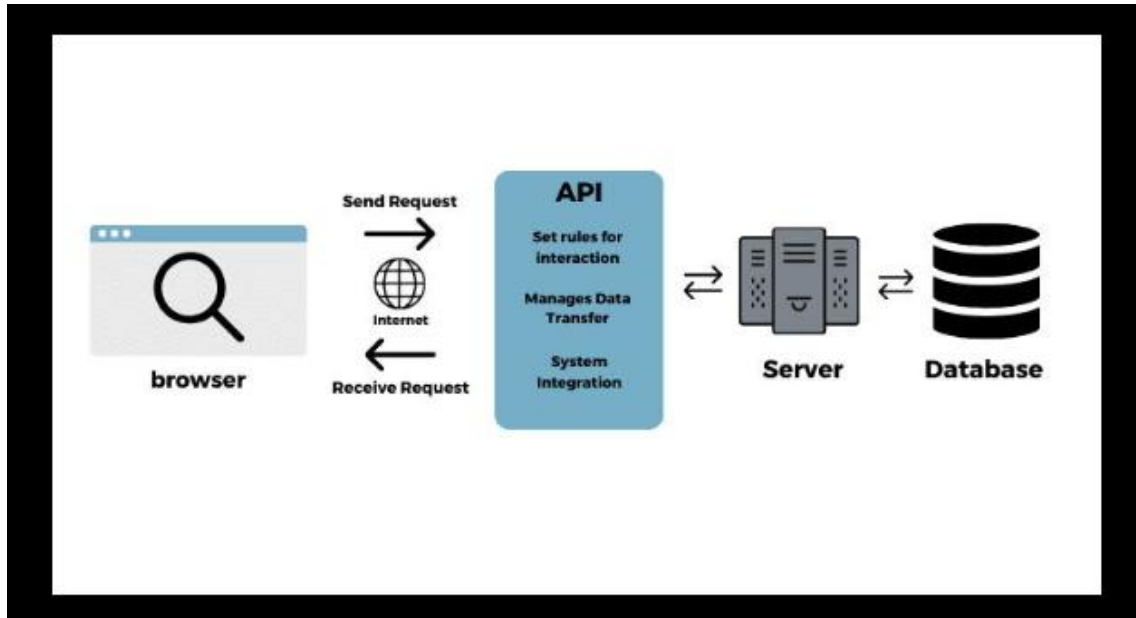 Send Request
Internet
Receive Request
browser
API
Set rules for
interaction
Manages Data
Transfer
System
Integration
Server
Database